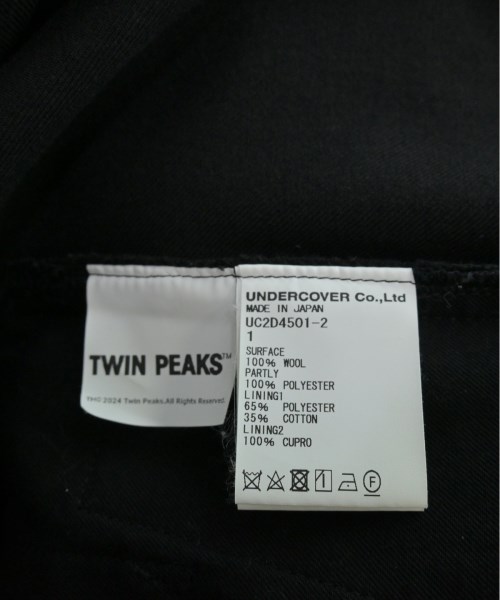 TWIN PEAKS™
TMC 2024 Twin Peaks. All Rights Reserved
UNDERCOVER Co.,Ltd
MADE IN JAPAN
UC2D4501-2
1
SURFACE
100% WOOL
PARTLY
100% POLYESTER
LINING1
65% POLYESTER
35% COTTON
LINING2
100% CUPRO
F